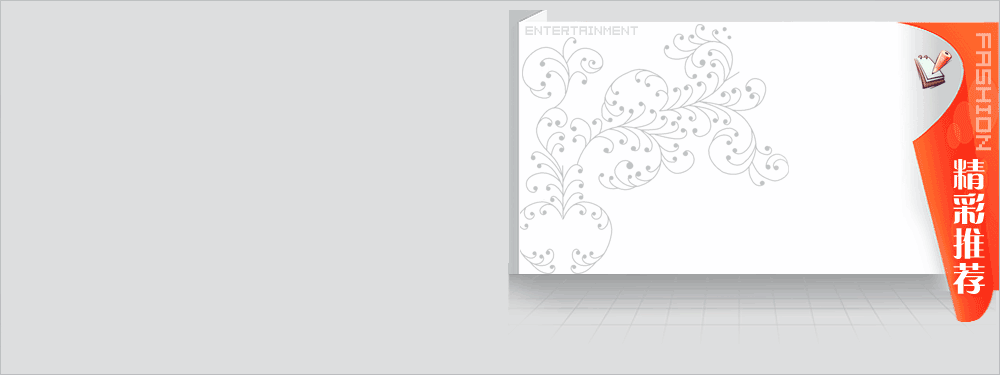 ENTERTAINMENT
FASHION
精彩推荐